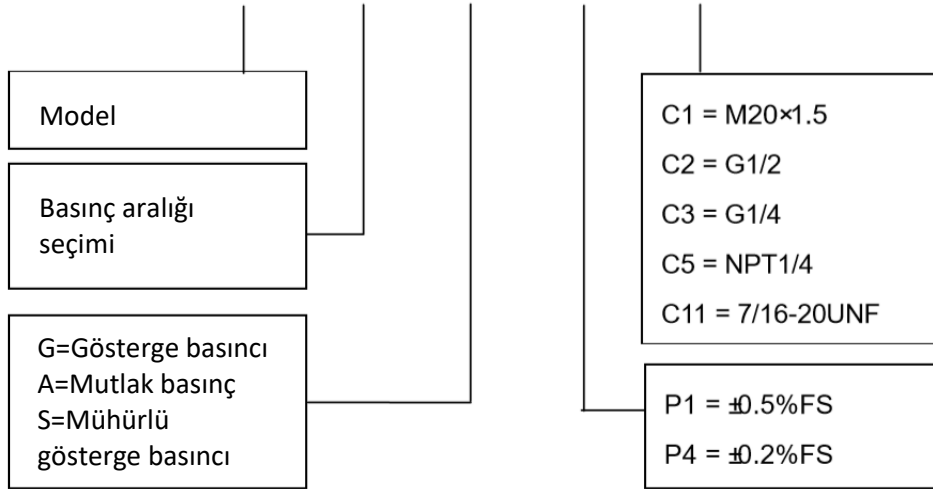 Model
Basınç aralığı
seçimi
G=Gösterge basıncı
A=Mutlak basınç
S=Mühürlü
gösterge basıncı
C1 = M20×1.5
C2 = G1/2
C3 = G1/4
C5 = NPT1/4
C11 = 7/16-20UNF
P1 = ±0.5%FS
P4 = ±0.2%FS